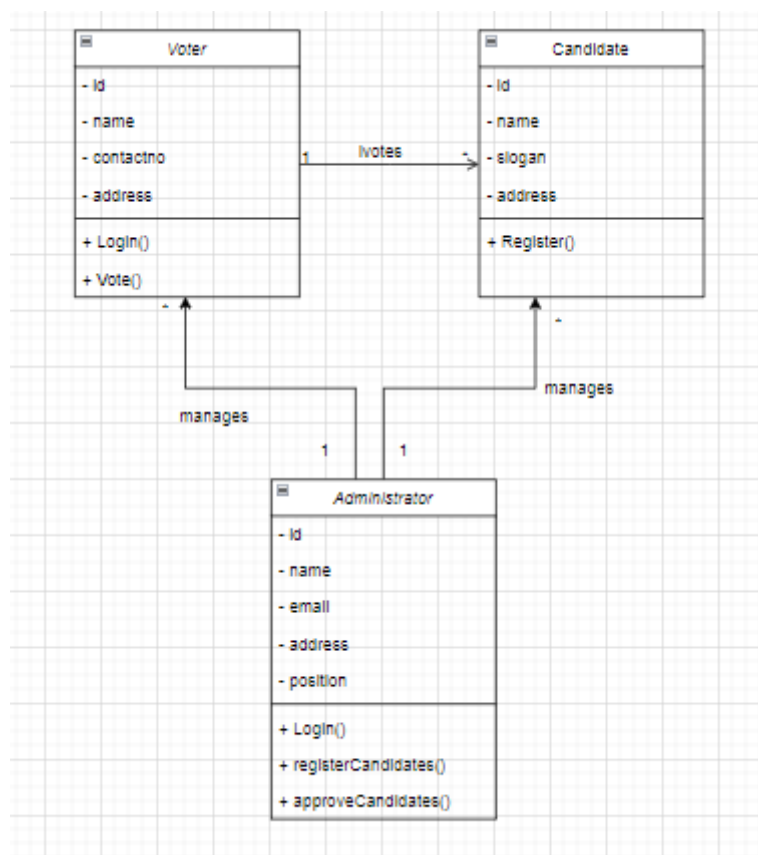 Voter
- id
- name
- contactno
- address
+ Login()
+ Vote()
Candidate
- id
- name
- slogan
- address
+ Register()
1
lvotes
*
*
manages
1
*
manages
1
Administrator
- id
- name
- email
- address
- position
+ Login()
+ registerCandidates()
+ approveCandidates()